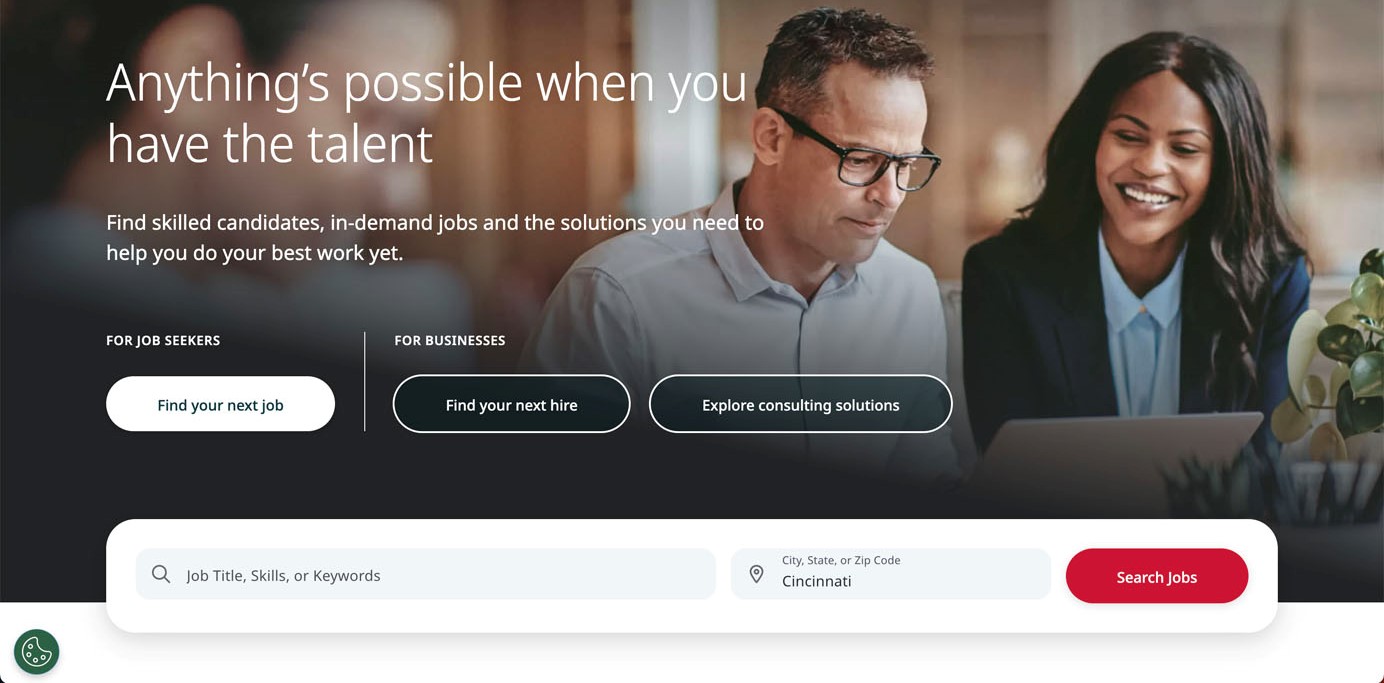 Anything's possible when you
have the talent
Find skilled candidates, in-demand jobs and the solutions you need to
help you do your best work yet.
FOR JOB SEEKERS
Find your next job
FOR BUSINESSES
Find your next hire
Explore consulting solutions
Job Title, Skills, or Keywords
City, State, or Zip Code
Cincinnati
Search Jobs